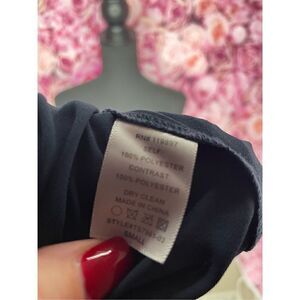 SELF
100% POLYESTER
CONTRAST
100% POLYESTER
DRY CLEAN
MADE IN CHINA
SMALL